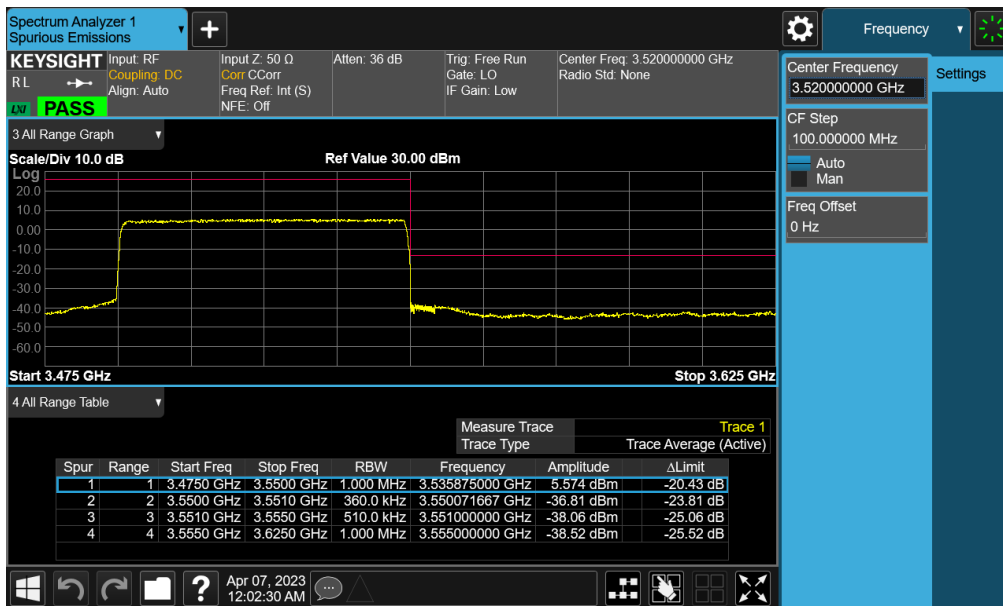 Spectrum Analyzer 1
Spurious Emissions
Frequency
KEYSIGHT
R L
LXI
PASS
Input: RF
Coupling: DC
Align: Auto
Input Z: 50 Ω
Corr CCorr
Freq Ref: Int (S)
NFE: Off
Atten: 36 dB
Trig: Free Run
Gate: LO
IF Gain: Low
Center Freq: 3.520000000 GHz
Radio Std: None
Center Frequency
3.520000000 GHz
Settings
CF Step
100.000000 MHz
Auto
Man
Freq Offset
0 Hz
3 All Range Graph
Scale/Div 10.0 dB
Ref Value 30.00 dBm
Log
20.0
10.0
0.00
-10.0
-20.0
-30.0
-40.0
-50.0
-60.0
Start 3.475 GHz
Stop 3.625 GHz
4 All Range Table
Measure Trace Trace 1
Trace Type Trace Average (Active)
Spur Range Start Freq Stop Freq RBW Frequency Amplitude ΔLimit
1 1 3.4750 GHz 3.5500 GHz 1.000 MHz 3.535875000 GHz 5.574 dBm -20.43 dB
2 2 3.5500 GHz 3.5510 GHz 360.0 kHz 3.550071667 GHz -36.81 dBm -23.81 dB
3 3 3.5510 GHz 3.5550 GHz 510.0 kHz 3.551000000 GHz -38.06 dBm -25.06 dB
4 4 3.5550 GHz 3.6250 GHz 1.000 MHz 3.555000000 GHz -38.52 dBm -25.52 dB
?
Apr 07, 2023
12:02:30 AM